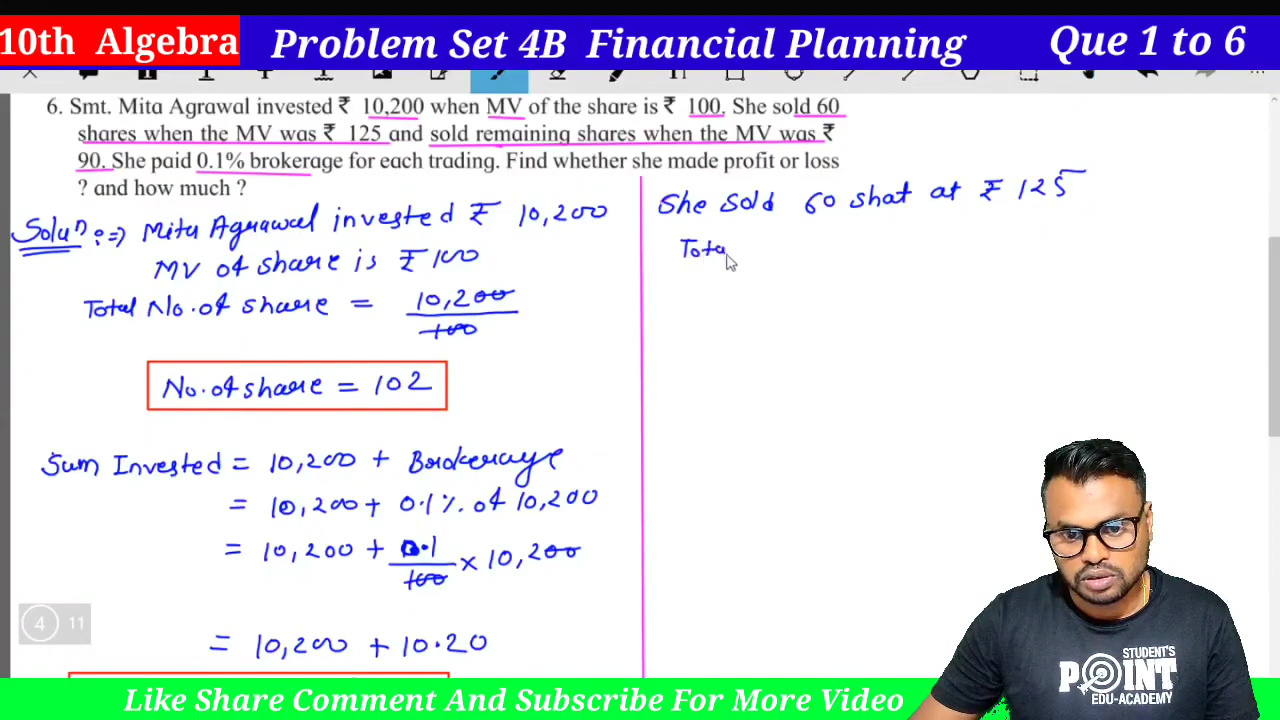 10th Algebra
Problem Set 4B Financial Planning
Que 1 to 6
6. Smt. Mita Agrawal invested ₹ 10,200 when MV of the share is ₹ 100. She sold 60
shares when the MV was ₹ 125 and sold remaining shares when the MV was ₹
90. She paid 0.1% brokerage for each trading. Find whether she made profit or loss
? and how much ?
Soluⁿ :⇒ Mita Agrawal invested ₹ 10,200
MV of share is ₹ 100
Total No. of share = 10,200 / 100
No. of share = 102
Sum Invested = 10,200 + Brokerage
= 10,200 + 0.1 % of 10,200
= 10,200 + 0.1 / 100 × 10,200
= 10,200 + 10.20
She Sold 60 shat at ₹ 125
Tota
4 11
STUDENT'S
POINT
EDU-ACADEMY
Like Share Comment And Subscribe For More Video